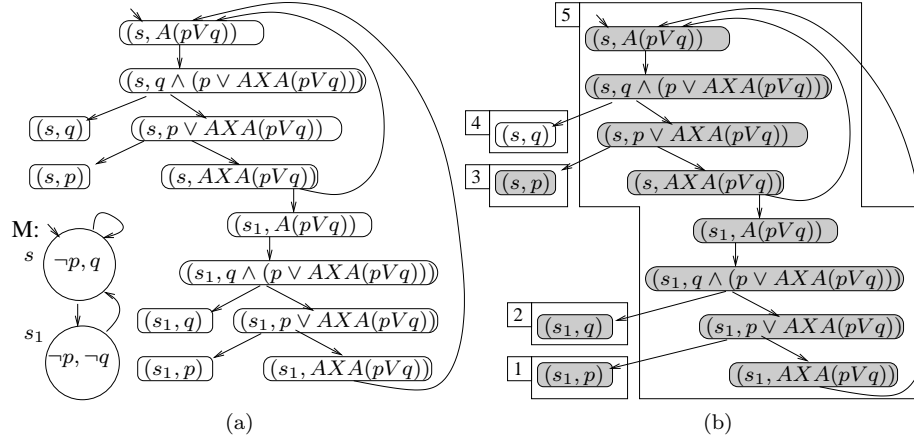 (s, A(pVq))
(s, q ∧ (p ∨ AXA(pVq)))
(s, q)
(s, p ∨ AXA(pVq))
(s, p)
(s, AXA(pVq))
(s₁, A(pVq))
M:
s
¬p, q
(s₁, q ∧ (p ∨ AXA(pVq)))
(s₁, q)
(s₁, p ∨ AXA(pVq))
s₁
¬p, ¬q
(s₁, p)
(s₁, AXA(pVq))
(a)
5
(s, A(pVq))
(s, q ∧ (p ∨ AXA(pVq)))
4
(s, q)
(s, p ∨ AXA(pVq))
3
(s, p)
(s, AXA(pVq))
(s₁, A(pVq))
(s₁, q ∧ (p ∨ AXA(pVq)))
2
(s₁, q)
(s₁, p ∨ AXA(pVq))
1
(s₁, p)
(s₁, AXA(pVq))
(b)